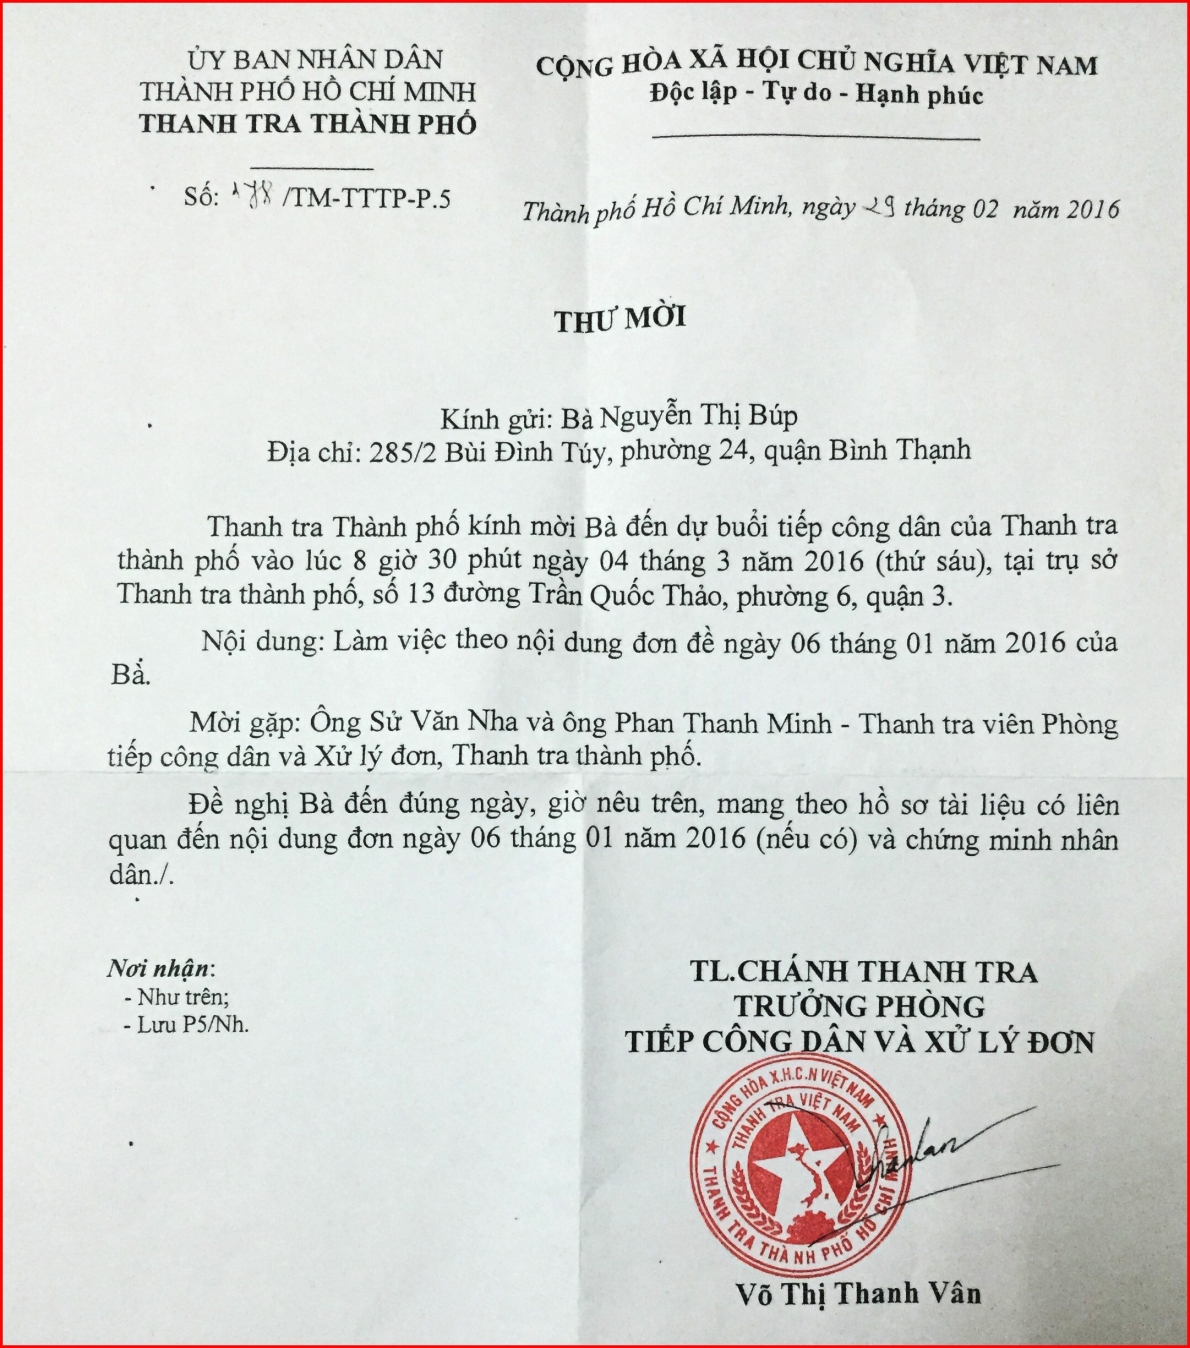 ỦY BAN NHÂN DÂN
THÀNH PHỐ HỒ CHÍ MINH
THANH TRA THÀNH PHỐ
Số: /TM-TTTP-P.5
CỘNG HÒA XÃ HỘI CHỦ NGHĨA VIỆT NAM
Độc lập - Tự do - Hạnh phúc
Thành phố Hồ Chí Minh, ngày 29 tháng 02 năm 2016
THƯ MỜI
Kính gửi: Bà Nguyễn Thị Búp
Địa chỉ: 285/2 Bùi Đình Túy, phường 24, quận Bình Thạnh
Thanh tra Thành phố kính mời Bà đến dự buổi tiếp công dân của Thanh tra
thành phố vào lúc 8 giờ 30 phút ngày 04 tháng 3 năm 2016 (thứ sáu), tại trụ sở
Thanh tra thành phố, số 13 đường Trần Quốc Thảo, phường 6, quận 3.
Nội dung: Làm việc theo nội dung đơn đề ngày 06 tháng 01 năm 2016 của
Bà.
Mời gặp: Ông Sử Văn Nha và ông Phan Thanh Minh - Thanh tra viên Phòng
tiếp công dân và Xử lý đơn, Thanh tra thành phố.
Đề nghị Bà đến đúng ngày, giờ nêu trên, mang theo hồ sơ tài liệu có liên
quan đến nội dung đơn ngày 06 tháng 01 năm 2016 (nếu có) và chứng minh nhân
dân./.
Nơi nhận:
- Như trên;
- Lưu P5/Nh.
TL.CHÁNH THANH TRA
TRƯỞNG PHÒNG
TIẾP CÔNG DÂN VÀ XỬ LÝ ĐƠN
CỘNG HÒA X.H.C.N VIỆT NAM
THANH TRA VIỆT NAM
THANH TRA THÀNH PHỐ HỒ CHÍ MINH
Võ Thị Thanh Vân